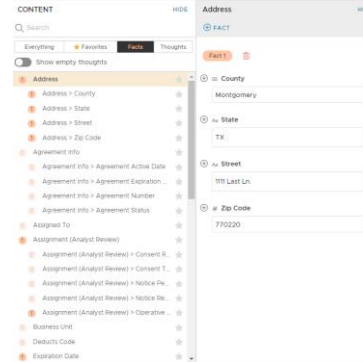 CONTENT
HIDE
Search
Everything
Favorites
Facts
Thoughts
Show empty thoughts
Address
Address > County
Address > State
Address > Street
Address > Zip Code
Agreement Info
Agreement Info > Agreement Active Date
Agreement Info > Agreement Expiration ...
Agreement Info > Agreement Number
Agreement Info > Agreement Status
Assigned To
Assignment (Analyst Review)
Assignment (Analyst Review) > Consent R...
Assignment (Analyst Review) > Consent T...
Assignment (Analyst Review) > Notice Pe...
Assignment (Analyst Review) > Notice Re...
Assignment (Analyst Review) > Operative ...
Business Unit
Deducts Code
Expiration Date
Address
FACT
Fact 1
County
Montgomery
Aa State
TX
Aa Street
1111 Last Ln
# Zip Code
770220